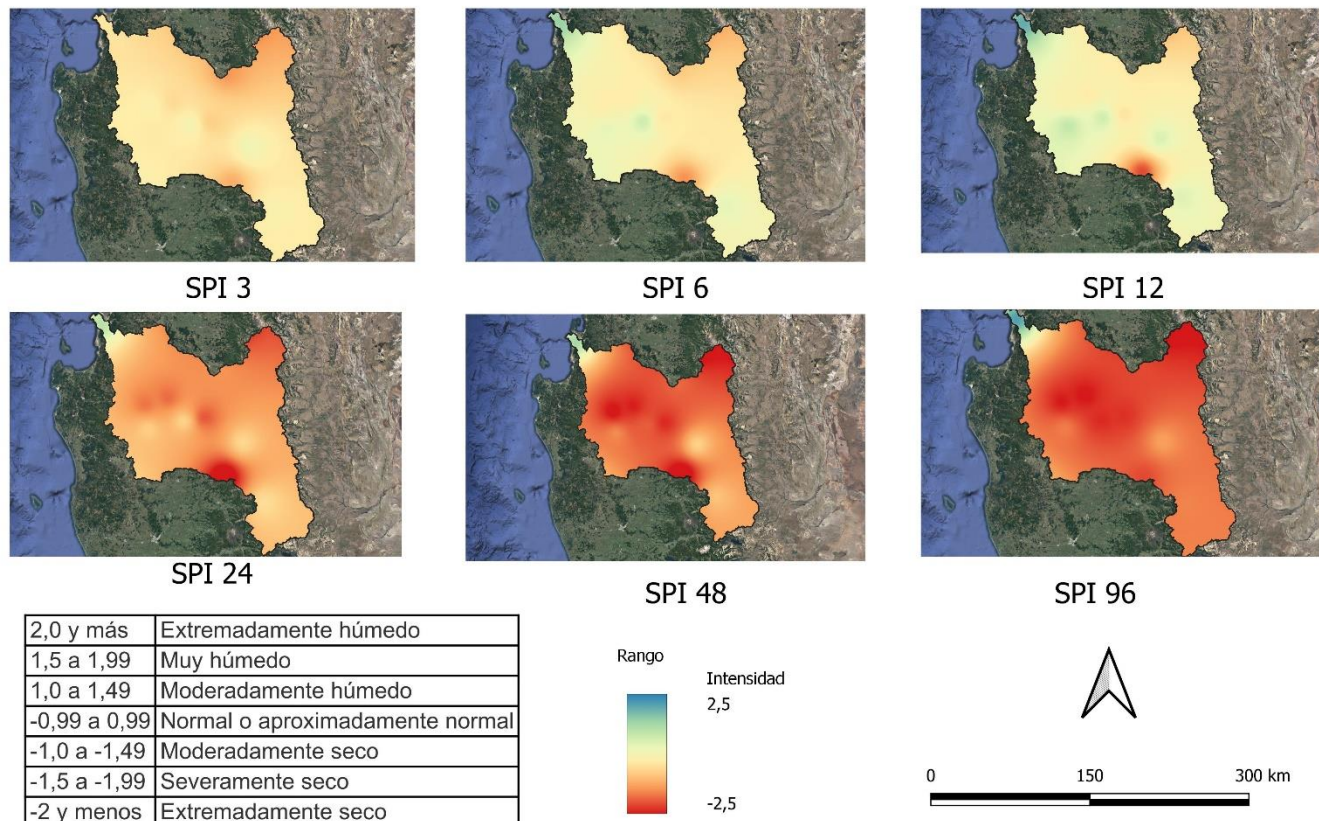 SPI 3
SPI 6
SPI 12
SPI 24
SPI 48
SPI 96
2,0 y más Extremadamente húmedo
1,5 a 1,99 Muy húmedo
1,0 a 1,49 Moderadamente húmedo
-0,99 a 0,99 Normal o aproximadamente normal
-1,0 a -1,49 Moderadamente seco
-1,5 a -1,99 Severamente seco
-2 y menos Extremadamente seco
Rango
Intensidad
2,5
-2,5
0 150 300 km